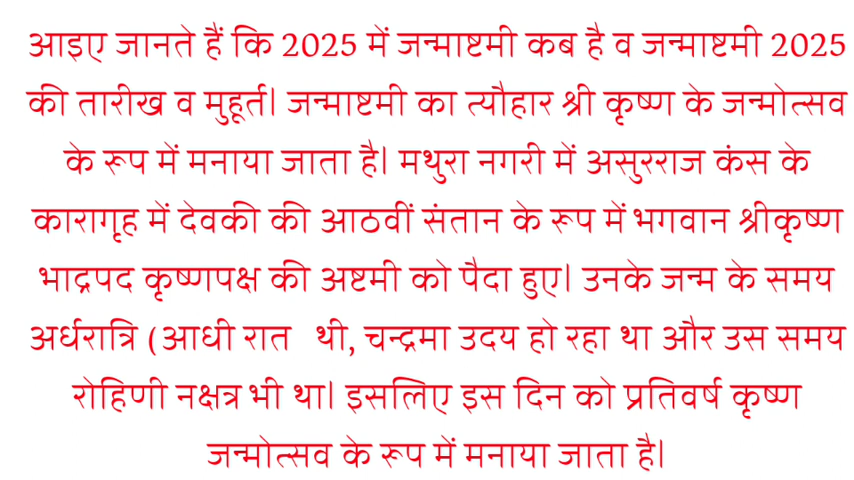 आइए जानते हैं कि 2025 में जन्माष्टमी कब है व जन्माष्टमी 2025
की तारीख व मुहूर्त। जन्माष्टमी का त्यौहार श्री कृष्ण के जन्मोत्सव
के रूप में मनाया जाता है। मथुरा नगरी में असुरराज कंस के
कारागृह में देवकी की आठवीं संतान के रूप में भगवान श्रीकृष्ण
भाद्रपद कृष्णपक्ष की अष्टमी को पैदा हुए। उनके जन्म के समय
अर्धरात्रि (आधी रात   थी, चन्द्रमा उदय हो रहा था और उस समय
रोहिणी नक्षत्र भी था। इसलिए इस दिन को प्रतिवर्ष कृष्ण
जन्मोत्सव के रूप में मनाया जाता है।